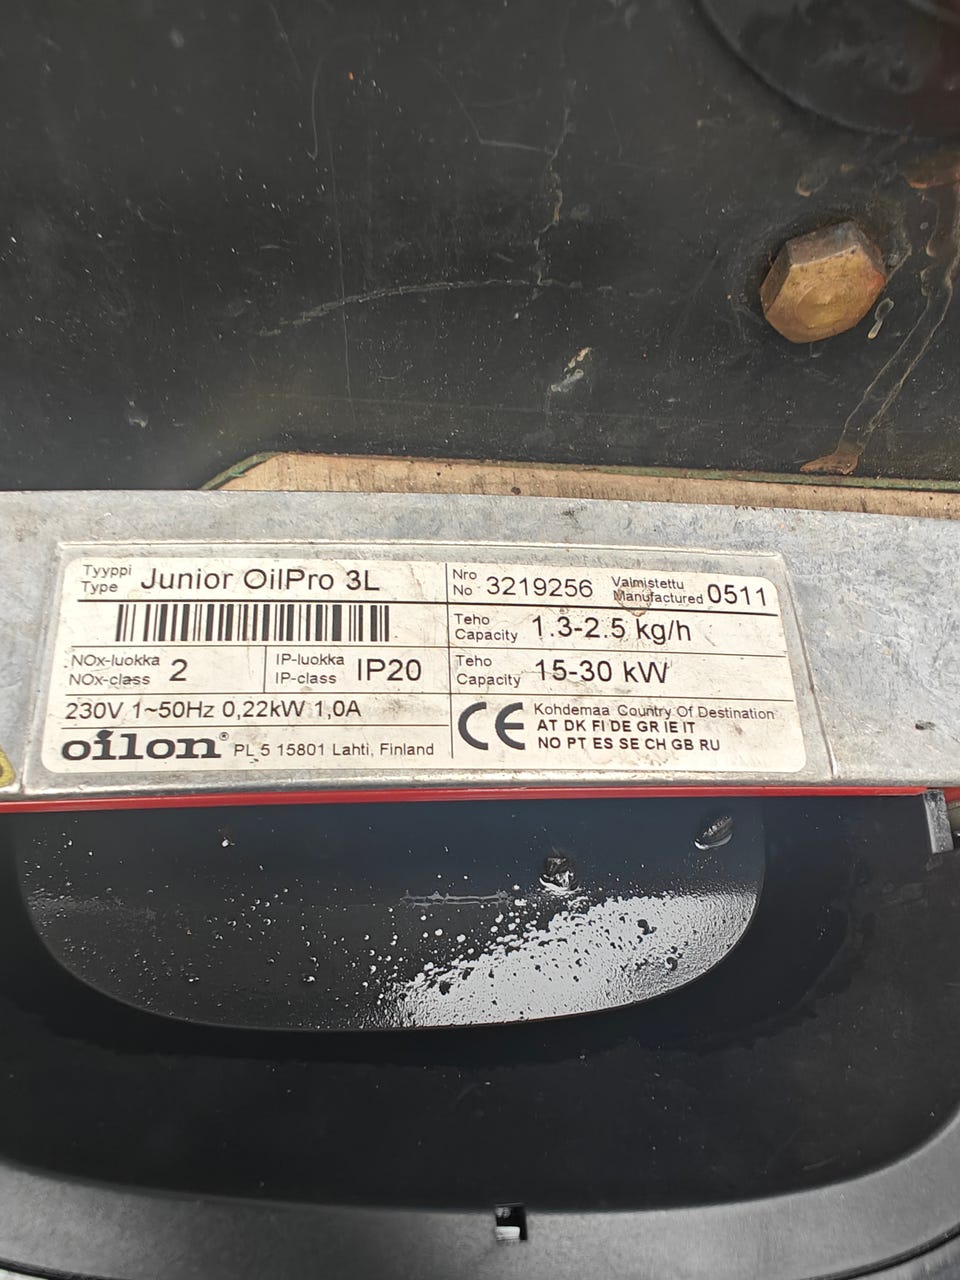 Tyyppi
Type
Junior OilPro 3L
Nro
No
3219256
Valmistettu
Manufactured
0511
Teho
Capacity
1.3-2.5 kg/h
NOx-luokka
NOx-class
2
IP-luokka
IP-class
IP20
Teho
Capacity
15-30 kW
230V 1~50Hz 0,22kW 1,0A
oilon® PL 5 15801 Lahti, Finland
CE
Kohdemaa Country Of Destination
AT DK FI DE GR IE IT
NO PT ES SE CH GB RU